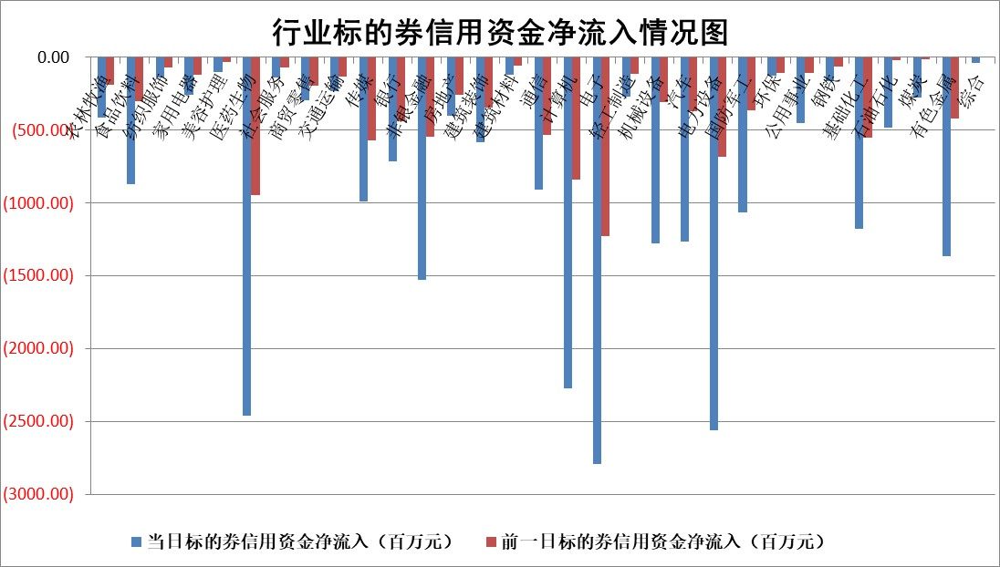 行业标的券信用资金净流入情况图
0.00
(500.00)
(1000.00)
(1500.00)
(2000.00)
(2500.00)
(3000.00)
农林牧渔
食品饮料
纺织服饰
家用电器
美容护理
医药生物
社会服务
商贸零售
交通运输
传媒
银行
非银金融
房地产
建筑装饰
建筑材料
通信
计算机
电子
轻工制造
机械设备
汽车
电力设备
国防军工
环保
公用事业
钢铁
基础化工
石油石化
煤炭
有色金属
综合
当日标的券信用资金净流入（百万元）
前一日标的券信用资金净流入（百万元）